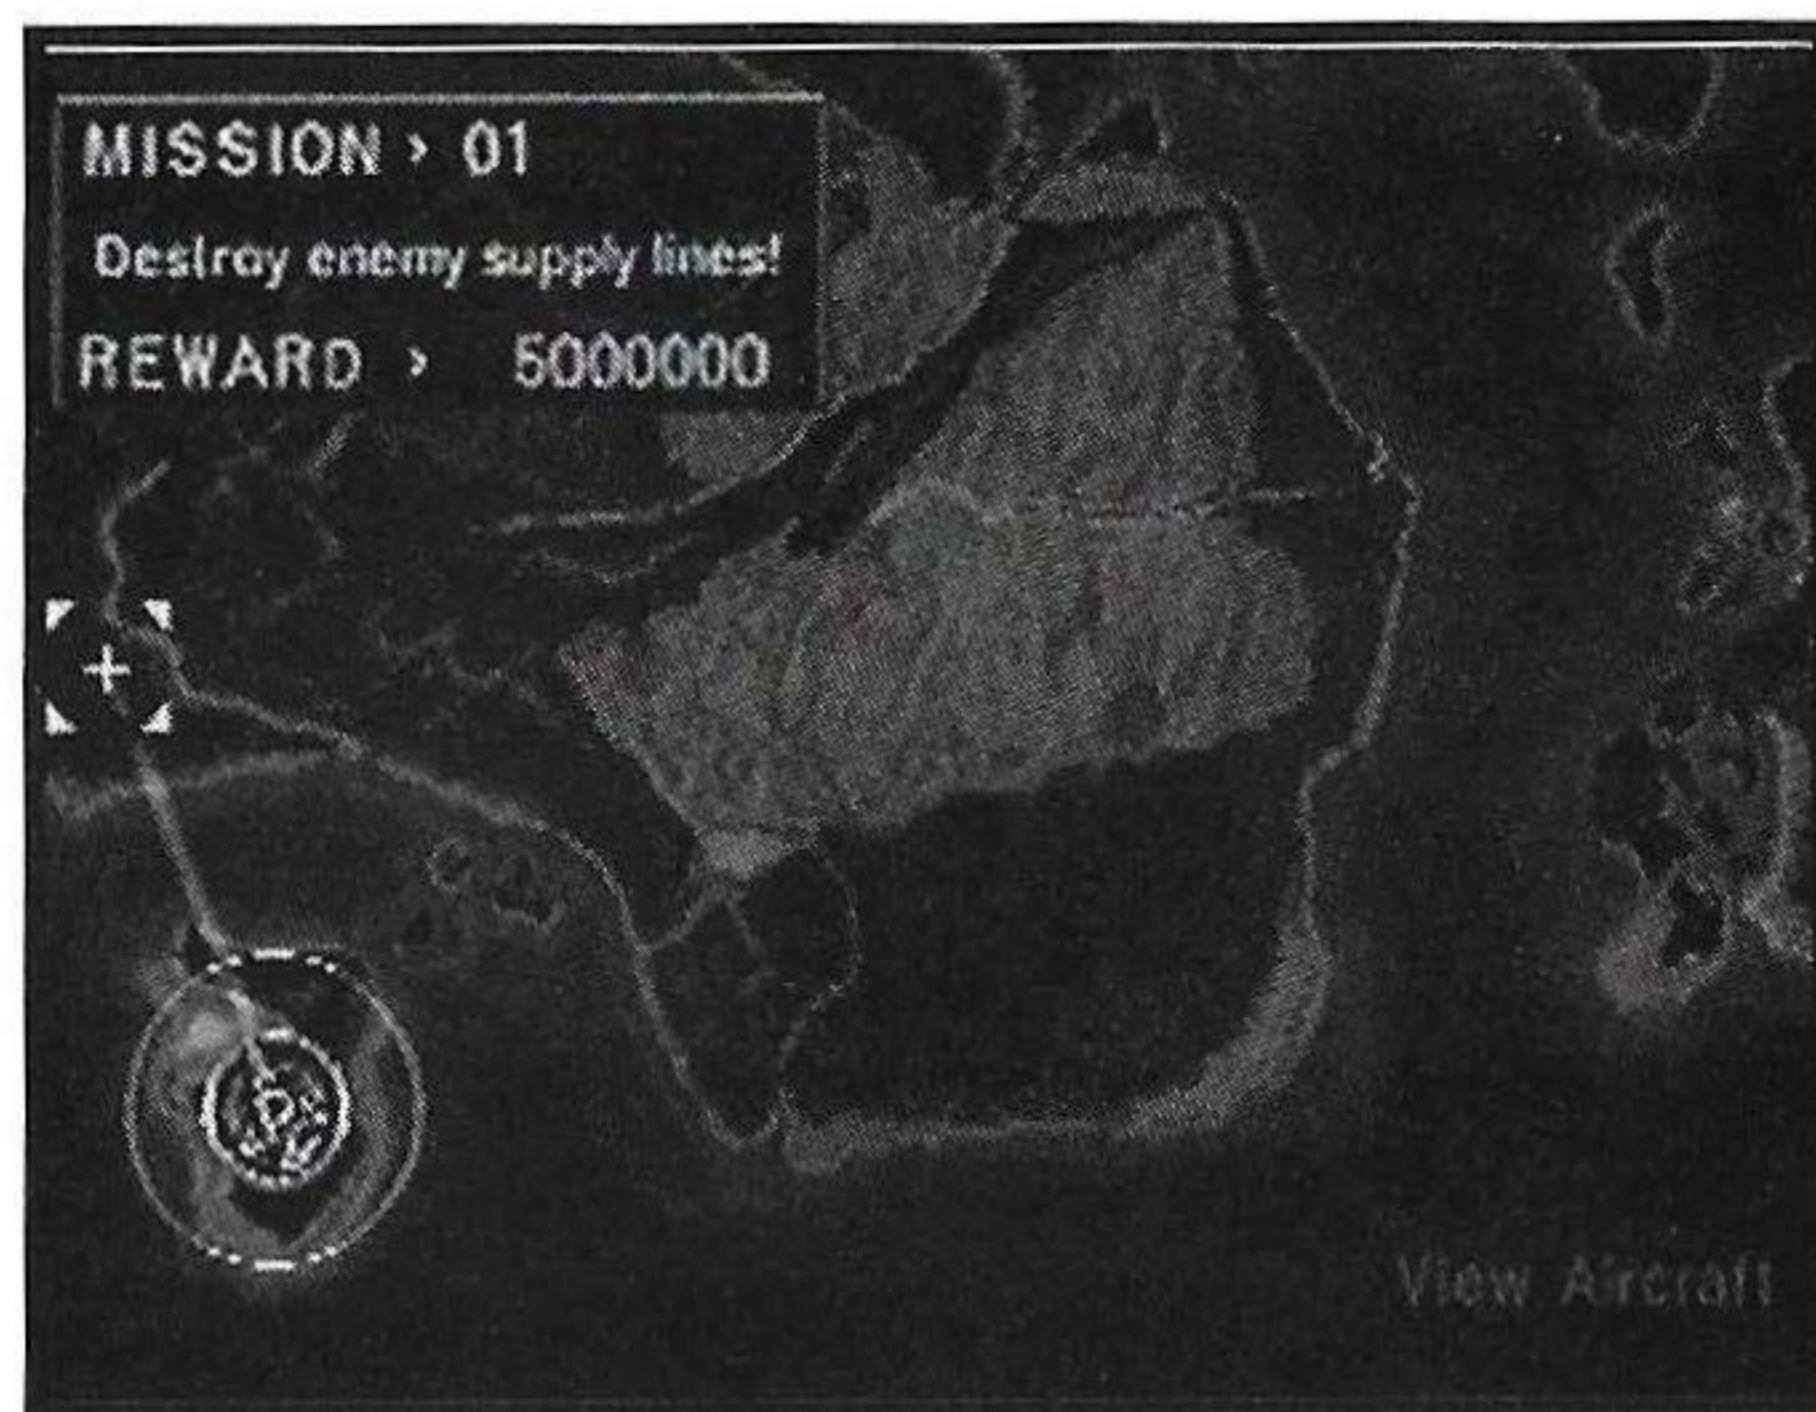 MISSION > 01
Destroy enemy supply lines!
REWARD > 5000000
View Aircraft